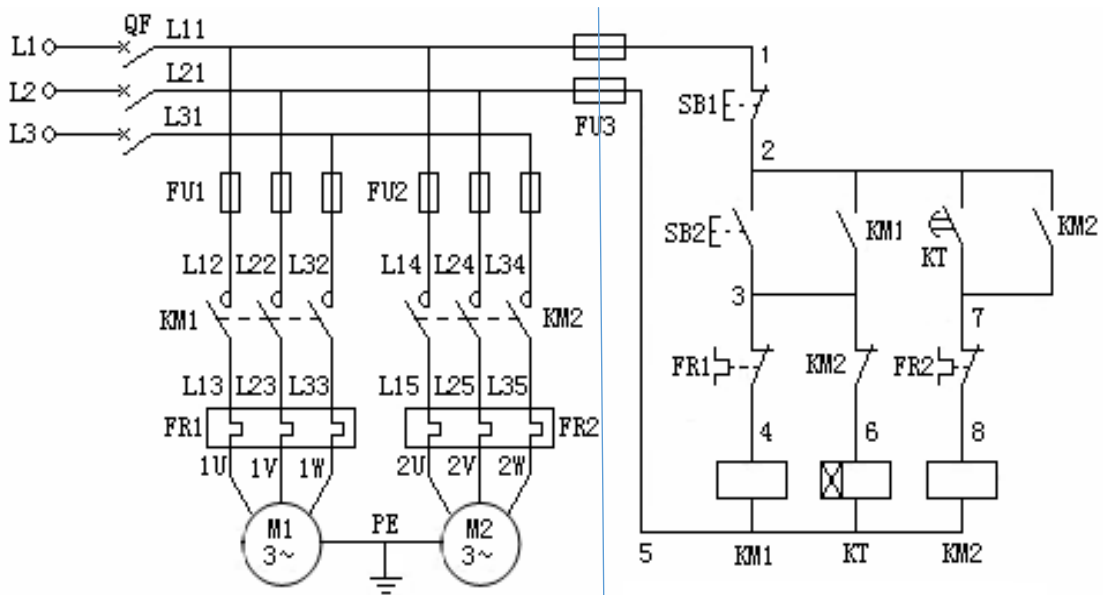 QF L11
L1
L21
L2
L31
L3
FU3
1
SB1
2
FU1 FU2
SB2 KM1 KT KM2
L12 L22 L32 L14 L24 L34
KM1 KM2
3 7
FR1 KM2 FR2
L13 L23 L33 L15 L25 L35
FR1 FR2
4 6 8
1U 1V 1W 2U 2V 2W
M1
3~
PE
M2
3~
5 KM1 KT KM2